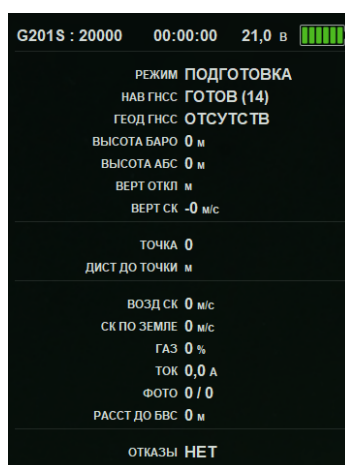 G201S : 20000 00:00:00 21,0 В
РЕЖИМ ПОДГОТОВКА
НАВ ГНСС ГОТОВ (14)
ГЕОД ГНСС ОТСУТСТВ
ВЫСОТА БАРО 0 м
ВЫСОТА АБС 0 м
ВЕРТ ОТКЛ м
ВЕРТ СК -0 м/с
ТОЧКА 0
ДИСТ ДО ТОЧКИ м
ВОЗД СК 0 м/с
СК ПО ЗЕМЛЕ 0 м/с
ГАЗ 0 %
ТОК 0,0 А
ФОТО 0 / 0
РАССТ ДО БВС 0 м
ОТКАЗЫ НЕТ